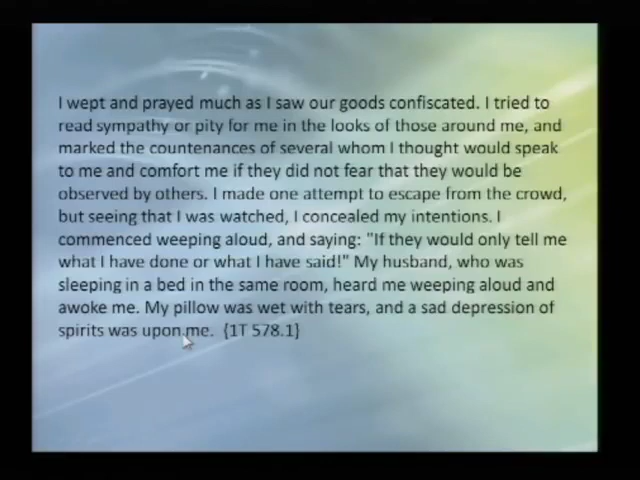 I wept and prayed much as I saw our goods confiscated. I tried to
read sympathy or pity for me in the looks of those around me, and
marked the countenances of several whom I thought would speak
to me and comfort me if they did not fear that they would be
observed by others. I made one attempt to escape from the crowd,
but seeing that I was watched, I concealed my intentions. I
commenced weeping aloud, and saying: "If they would only tell me
what I have done or what I have said!" My husband, who was
sleeping in a bed in the same room, heard me weeping aloud and
awoke me. My pillow was wet with tears, and a sad depression of
spirits was upon me. {1T 578.1}